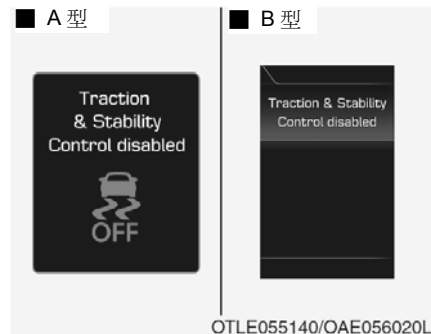 ■ A 型
Traction
& Stability
Control disabled
OFF
■ B 型
Traction & Stability
Control disabled
OTLE055140/OAE056020L